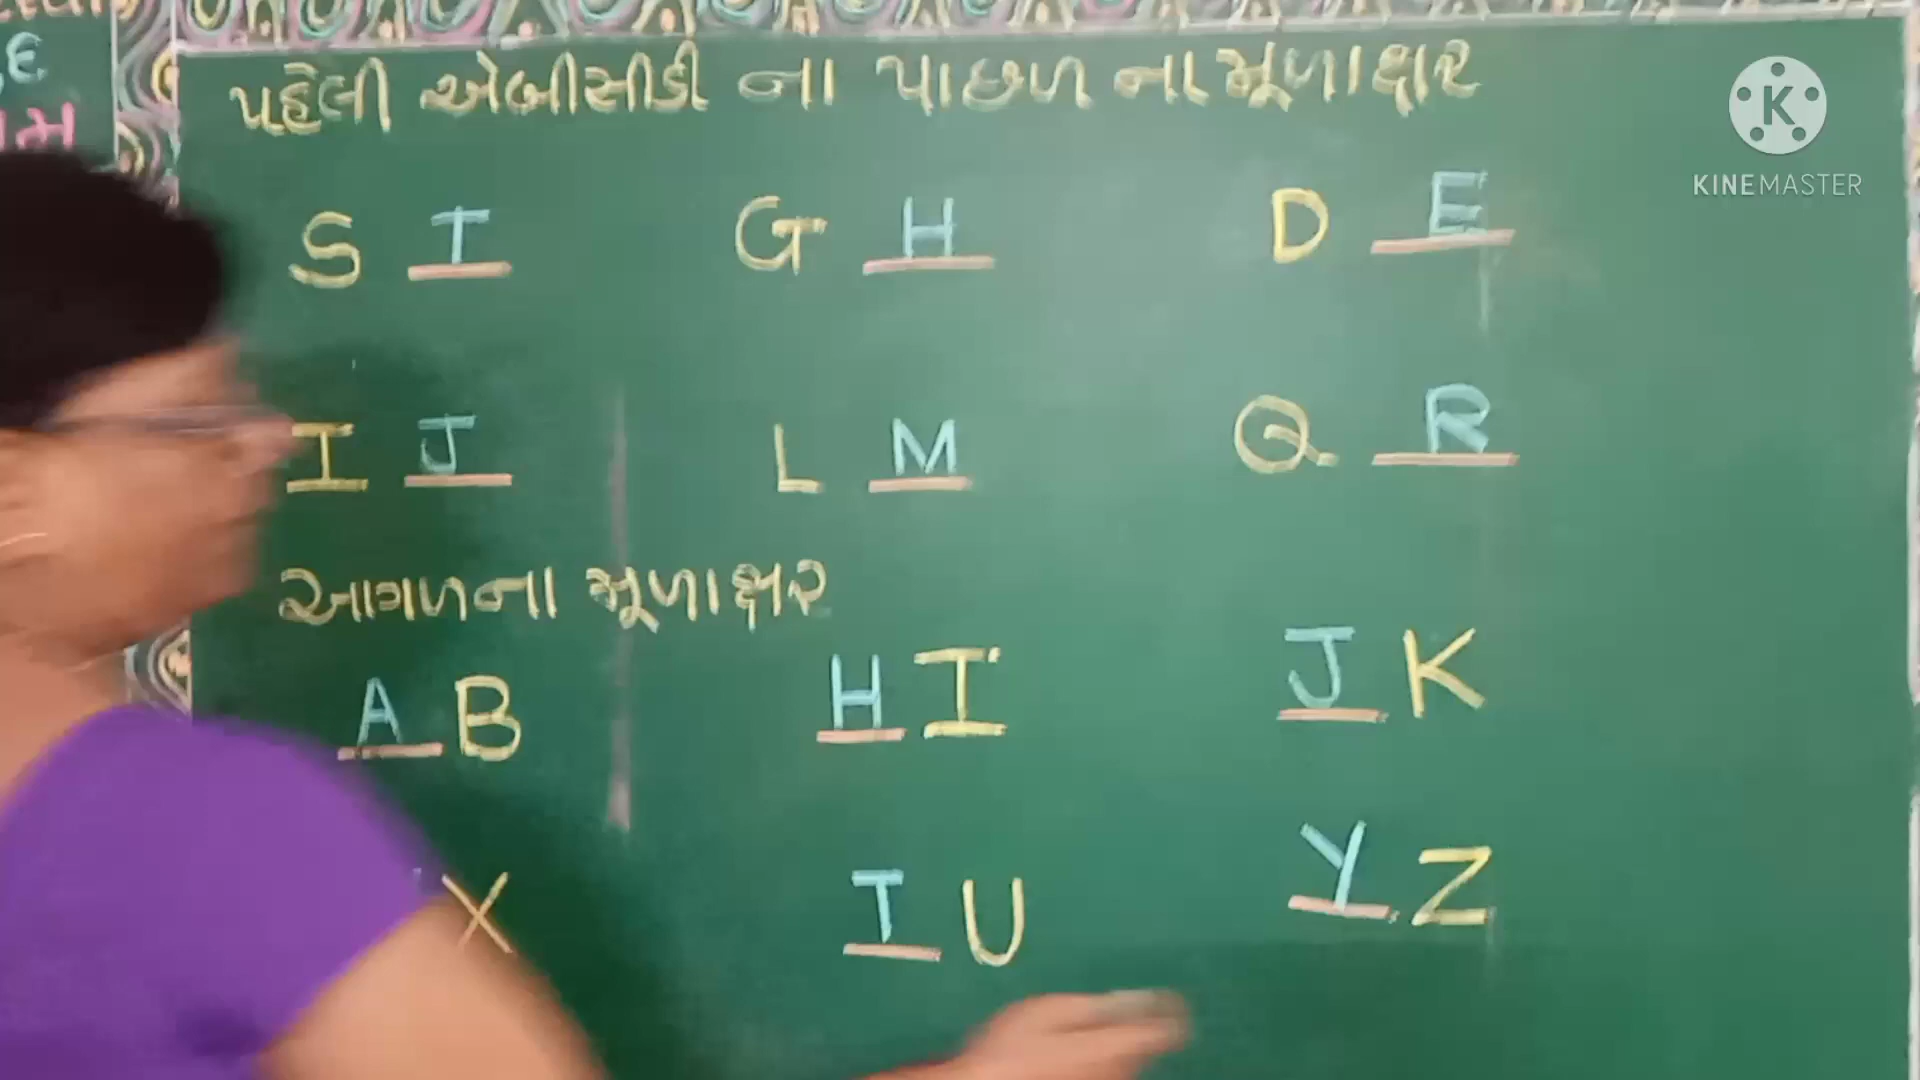 પહેલી એબીસીડી ના પાછળ ના મૂળાક્ષર
S T G H D E
I J L M Q R
આગળના મૂળાક્ષર
A B H I J K
X T U Y Z
KINEMASTER